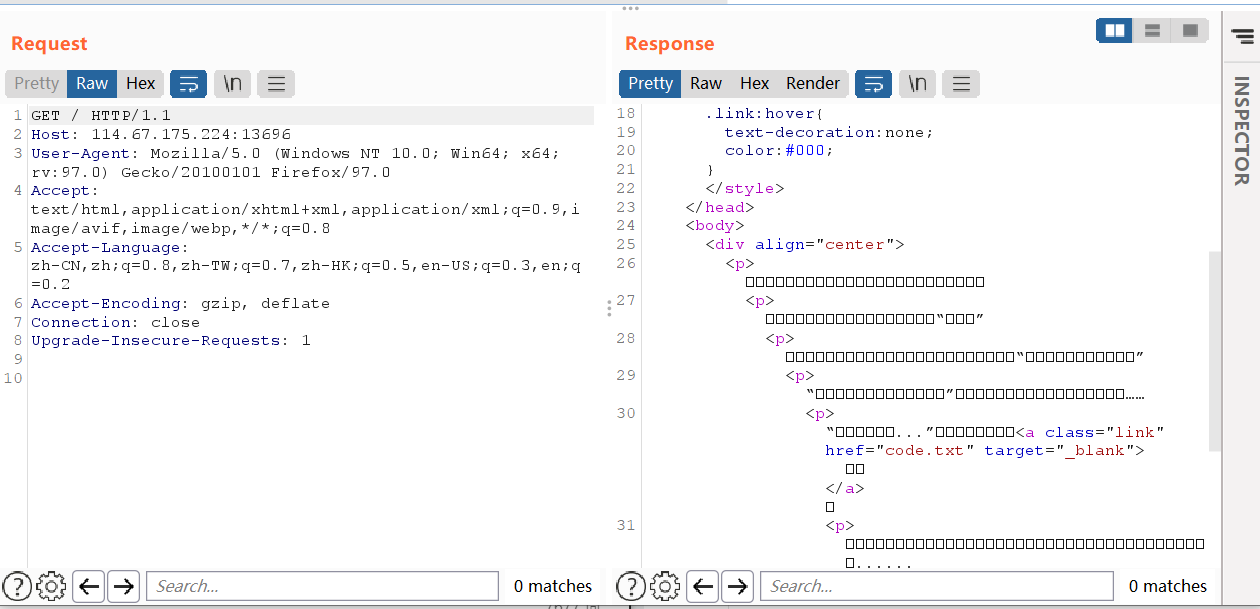 Request
Pretty Raw Hex \n
1 GET / HTTP/1.1
2 Host: 114.67.175.224:13696
3 User-Agent: Mozilla/5.0 (Windows NT 10.0; Win64; x64;
rv:97.0) Gecko/20100101 Firefox/97.0
4 Accept:
text/html,application/xhtml+xml,application/xml;q=0.9,i
mage/avif,image/webp,*/*;q=0.8
5 Accept-Language:
zh-CN,zh;q=0.8,zh-TW;q=0.7,zh-HK;q=0.5,en-US;q=0.3,en;q
=0.2
6 Accept-Encoding: gzip, deflate
7 Connection: close
8 Upgrade-Insecure-Requests: 1
9
10
Search...
0 matches
Response
Pretty Raw Hex Render \n
18 .link:hover{
19 text-decoration:none;
20 color:#000;
21 }
22 </style>
23 </head>
24 <body>
25 <div align="center">
26 <p>
27 <p>
“ ”
28 <p>
“ ”
29 <p>
“ ” ……
30 <p>
“ ...” <a class="link"
href="code.txt" target="_blank">
</a>
31 <p>
......
Search...
0 matches
INSPECTOR